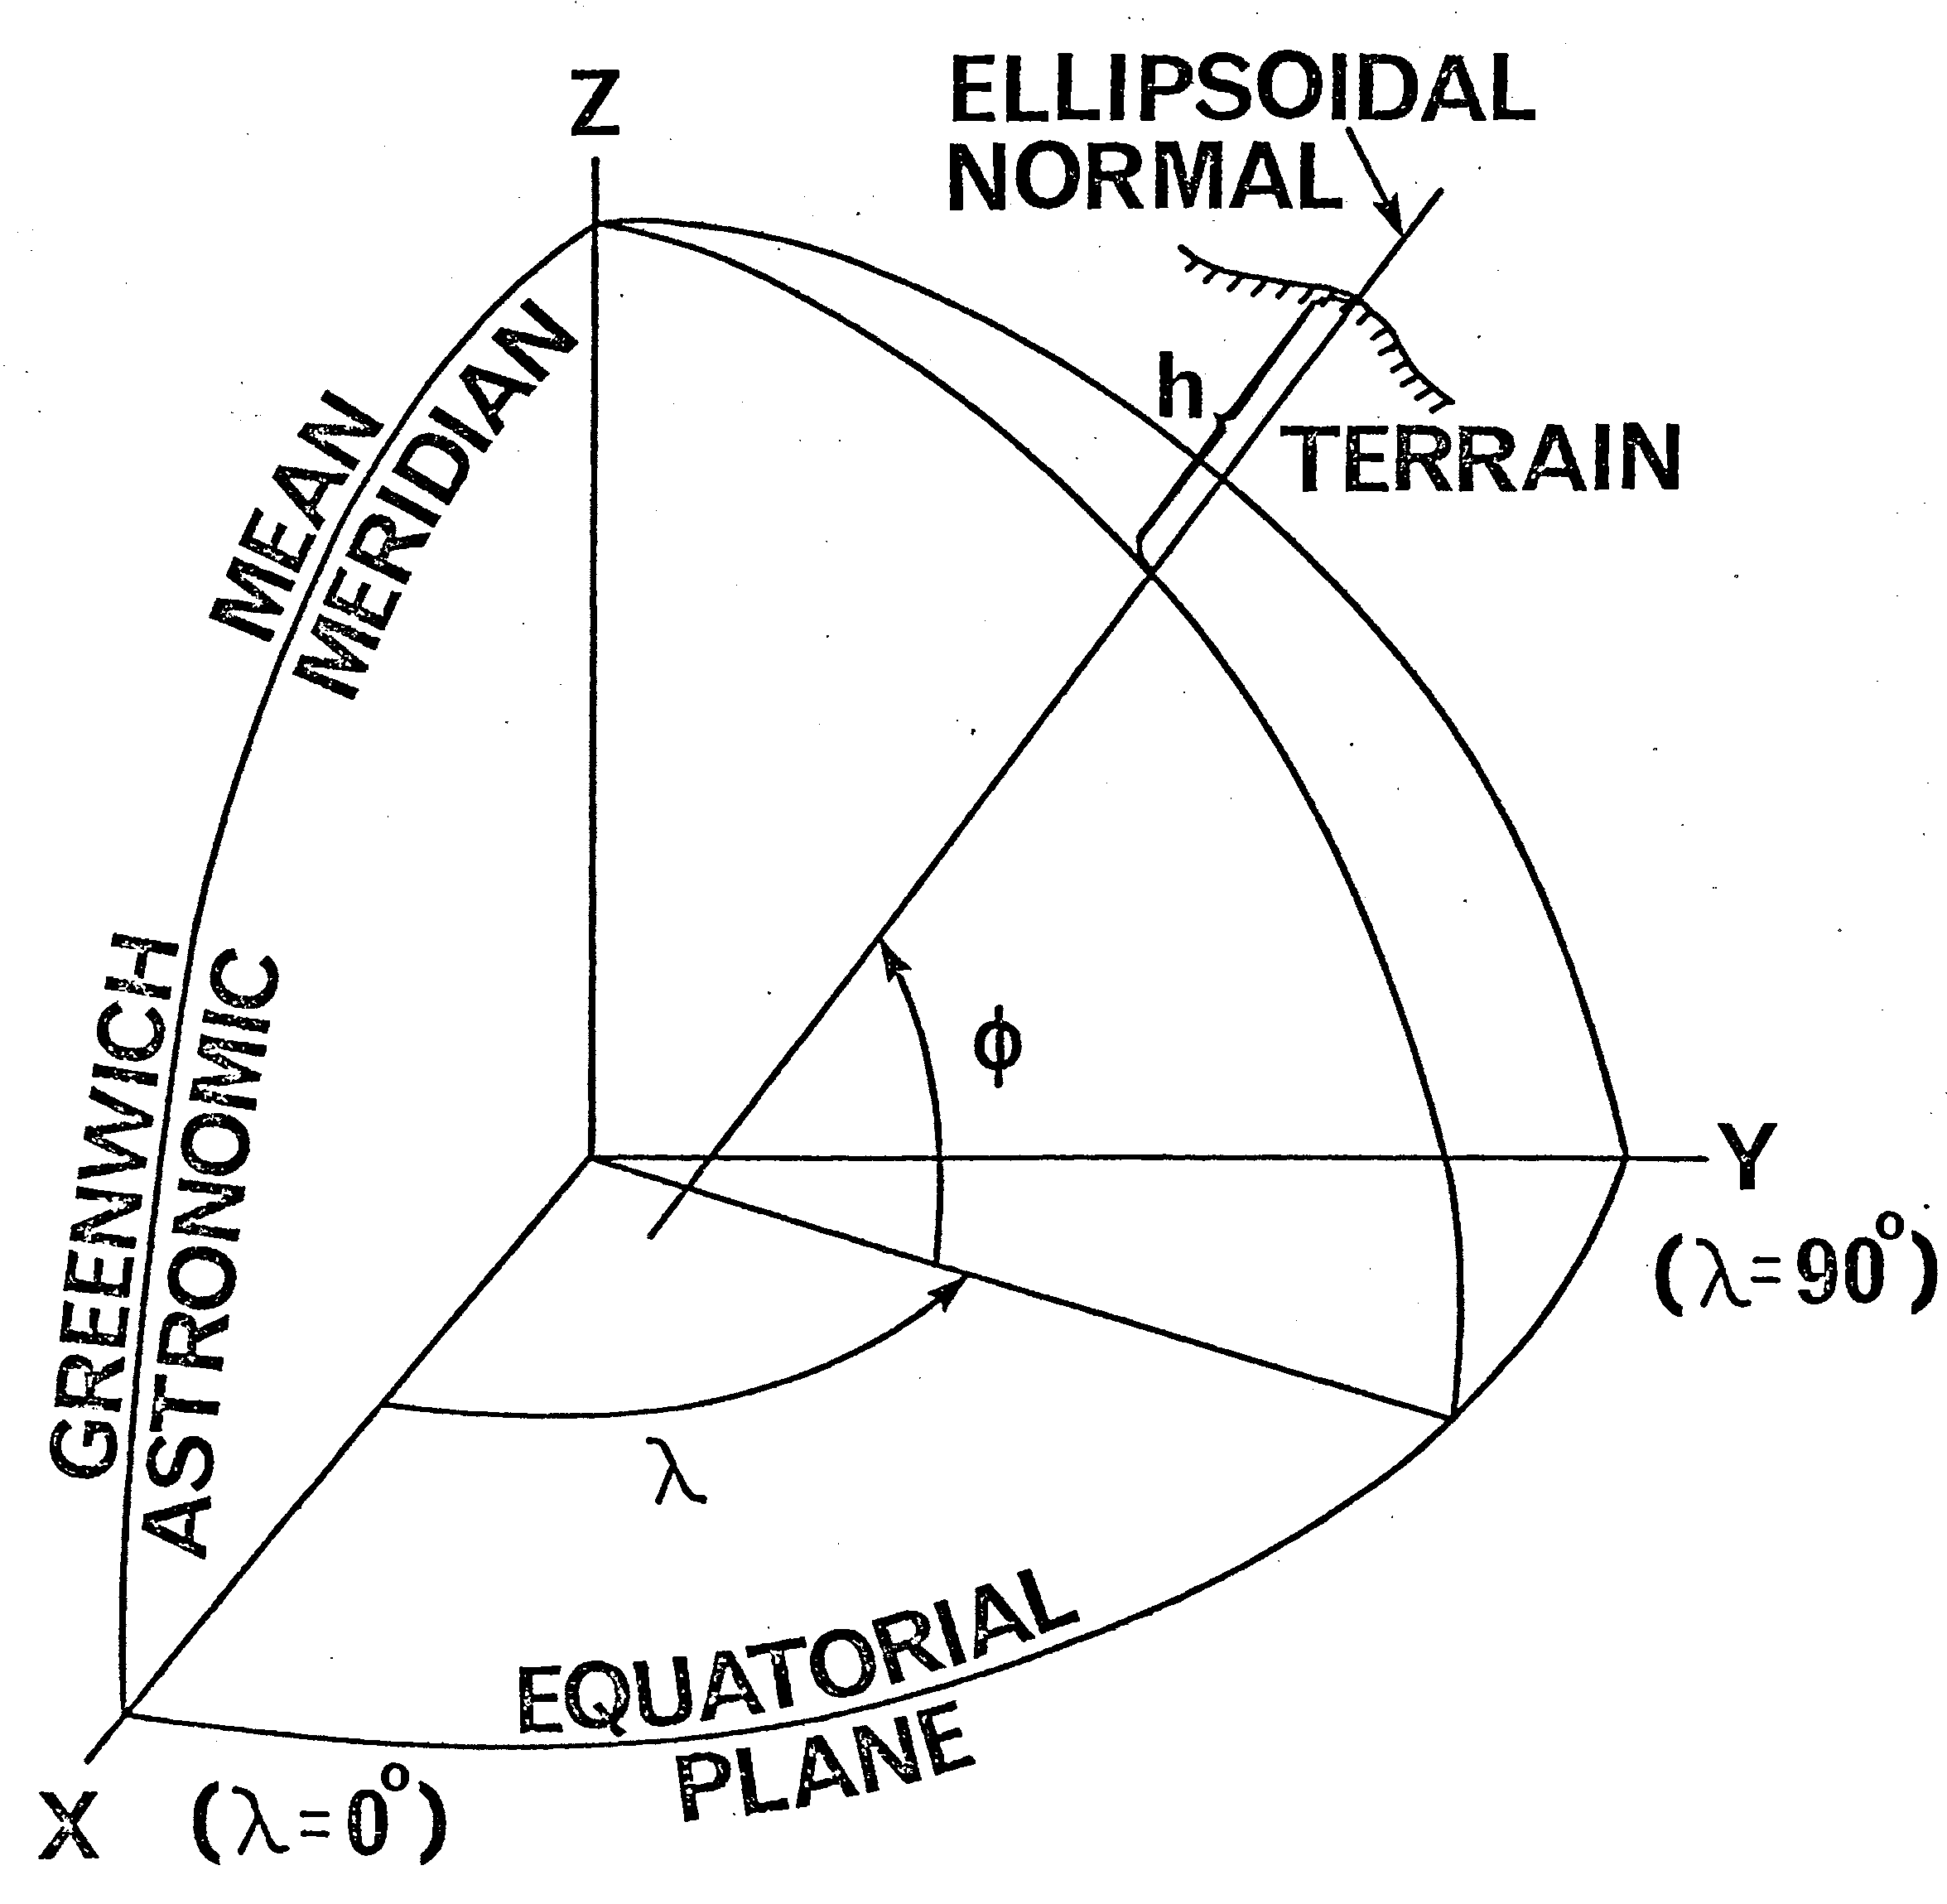 Z
ELLIPSOIDAL
NORMAL
h
TERRAIN
MEAN
MERIDIAN
GREENWICH
ASTRONOMIC
ϕ
Y
(λ=90°)
λ
EQUATORIAL
PLANE
X (λ=0°)